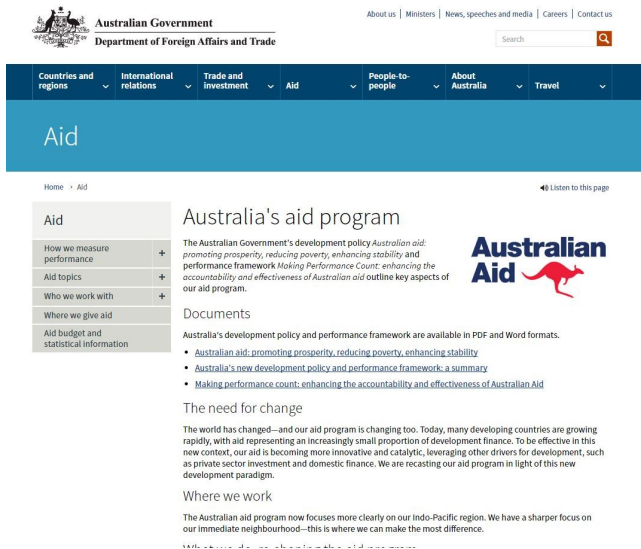 Australian Government
Department of Foreign Affairs and Trade
About us | Ministers | News, speeches and media | Careers | Contact us
Search
Countries and regions
International relations
Trade and investment
Aid
People-to-people
About Australia
Travel
Aid
Home › Aid
Listen to this page
Aid
How we measure
performance
+
Aid topics
+
Who we work with
+
Where we give aid
Aid budget and
statistical information
Australia's aid program
The Australian Government's development policy Australian aid:
promoting prosperity, reducing poverty, enhancing stability and
performance framework Making Performance Count: enhancing the
accountability and effectiveness of Australian aid outline key aspects of
our aid program.
Australian
Aid
Documents
Australia's development policy and performance framework are available in PDF and Word formats.
• Australian aid: promoting prosperity, reducing poverty, enhancing stability
• Australia's new development policy and performance framework: a summary
• Making performance count: enhancing the accountability and effectiveness of Australian Aid
The need for change
The world has changed—and our aid program is changing too. Today, many developing countries are growing
rapidly, with aid representing an increasingly small proportion of development finance. To be effective in this
new context, our aid is becoming more innovative and catalytic, leveraging other drivers for development, such
as private sector investment and domestic finance. We are recasting our aid program in light of this new
development paradigm.
Where we work
The Australian aid program now focuses more clearly on our Indo-Pacific region. We have a sharper focus on
our immediate neighbourhood—this is where we can make the most difference.
What we do: re-shaping the aid program